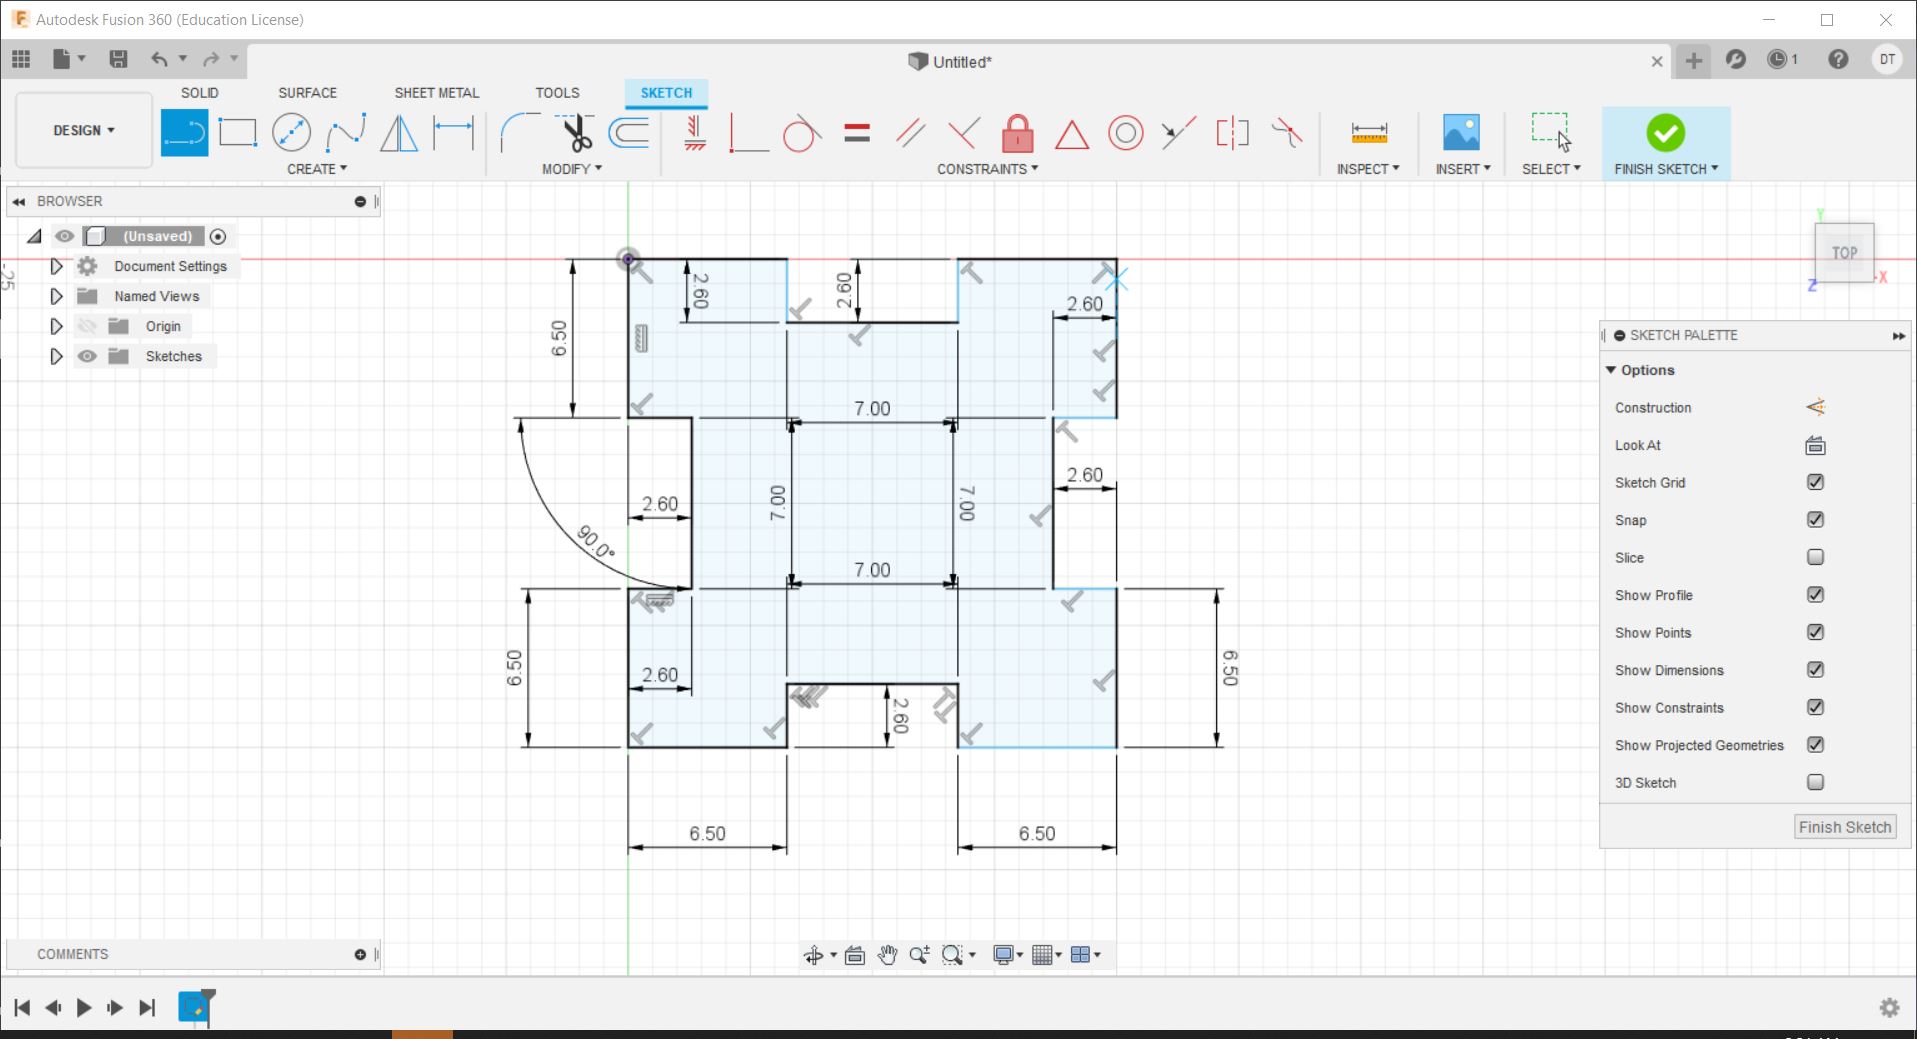 Autodesk Fusion 360 (Education License)
Untitled*
1
DT
DESIGN
SOLID
SURFACE
SHEET METAL
TOOLS
SKETCH
CREATE
MODIFY
CONSTRAINTS
INSPECT
INSERT
SELECT
FINISH SKETCH
BROWSER
(Unsaved)
Document Settings
Named Views
Origin
Sketches
-25
Y
TOP
Z
X
2.60
2.60
2.60
6.50
7.00
2.60
2.60
7.00
7.00
90.0°
7.00
6.50
2.60
2.60
6.50
6.50
6.50
SKETCH PALETTE
Options
Construction
Look At
Sketch Grid
Snap
Slice
Show Profile
Show Points
Show Dimensions
Show Constraints
Show Projected Geometries
3D Sketch
Finish Sketch
COMMENTS